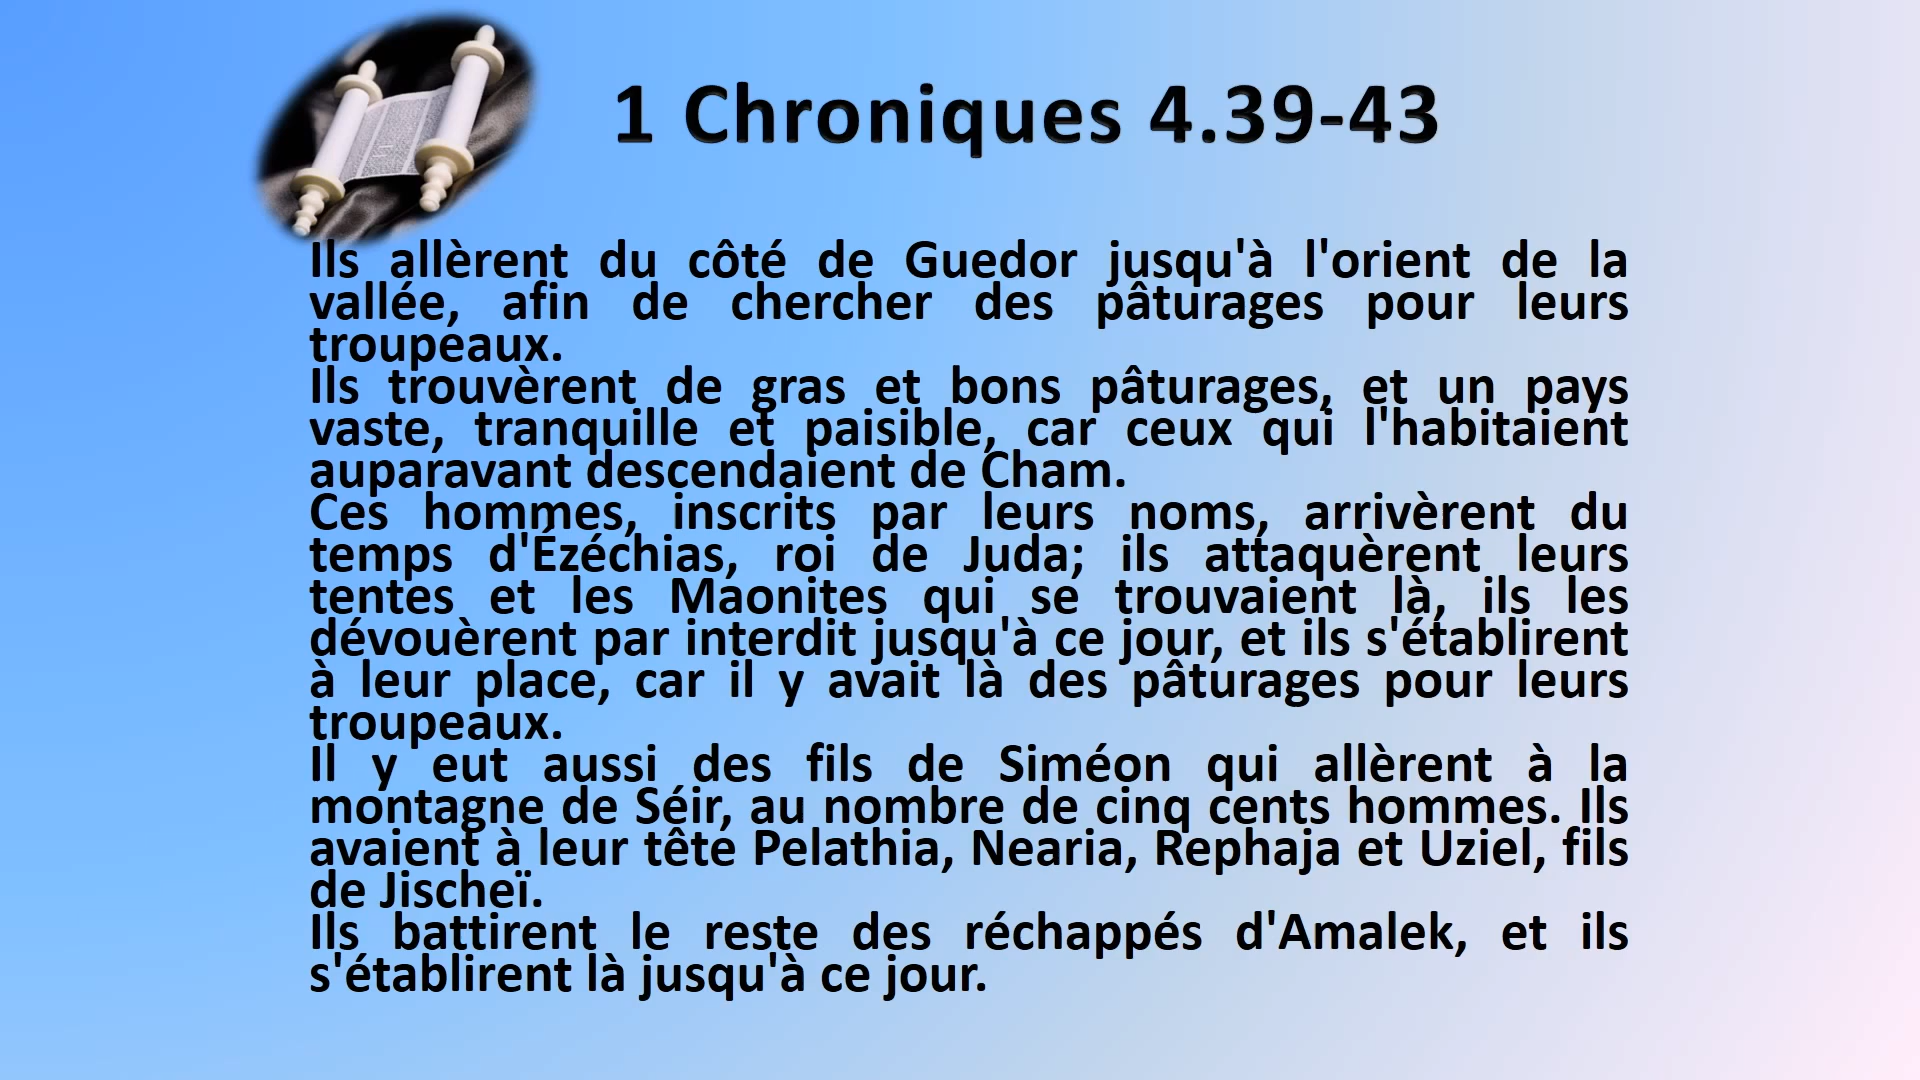 1 Chroniques 4.39-43
Ils allèrent du côté de Guedor jusqu'à l'orient de la
vallée, afin de chercher des pâturages pour leurs
troupeaux.
Ils trouvèrent de gras et bons pâturages, et un pays
vaste, tranquille et paisible, car ceux qui l'habitaient
auparavant descendaient de Cham.
Ces hommes, inscrits par leurs noms, arrivèrent du
temps d'Ézéchias, roi de Juda; ils attaquèrent leurs
tentes et les Maonites qui se trouvaient là, ils les
dévouèrent par interdit jusqu'à ce jour, et ils s'établirent
à leur place, car il y avait là des pâturages pour leurs
troupeaux.
Il y eut aussi des fils de Siméon qui allèrent à la
montagne de Séir, au nombre de cinq cents hommes. Ils
avaient à leur tête Pelathia, Nearia, Rephaja et Uziel, fils
de Jischeï.
Ils battirent le reste des réchappés d'Amalek, et ils
s'établirent là jusqu'à ce jour.